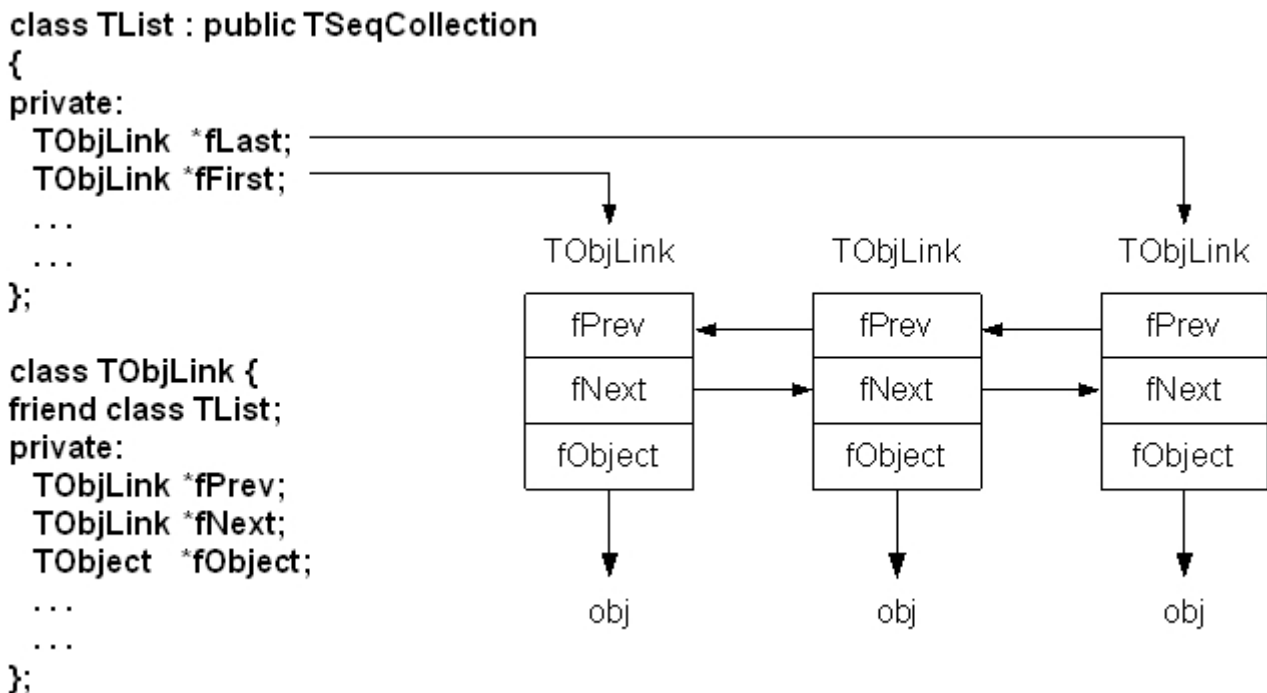 class TList : public TSeqCollection
{
private:
TObjLink *fLast;
TObjLink *fFirst;
. . .
. . .
};
class TObjLink {
friend class TList;
private:
TObjLink *fPrev;
TObjLink *fNext;
TObject *fObject;
. . .
. . .
};
TObjLink TObjLink TObjLink
fPrev fPrev fPrev
fNext fNext fNext
fObject fObject fObject
obj obj obj